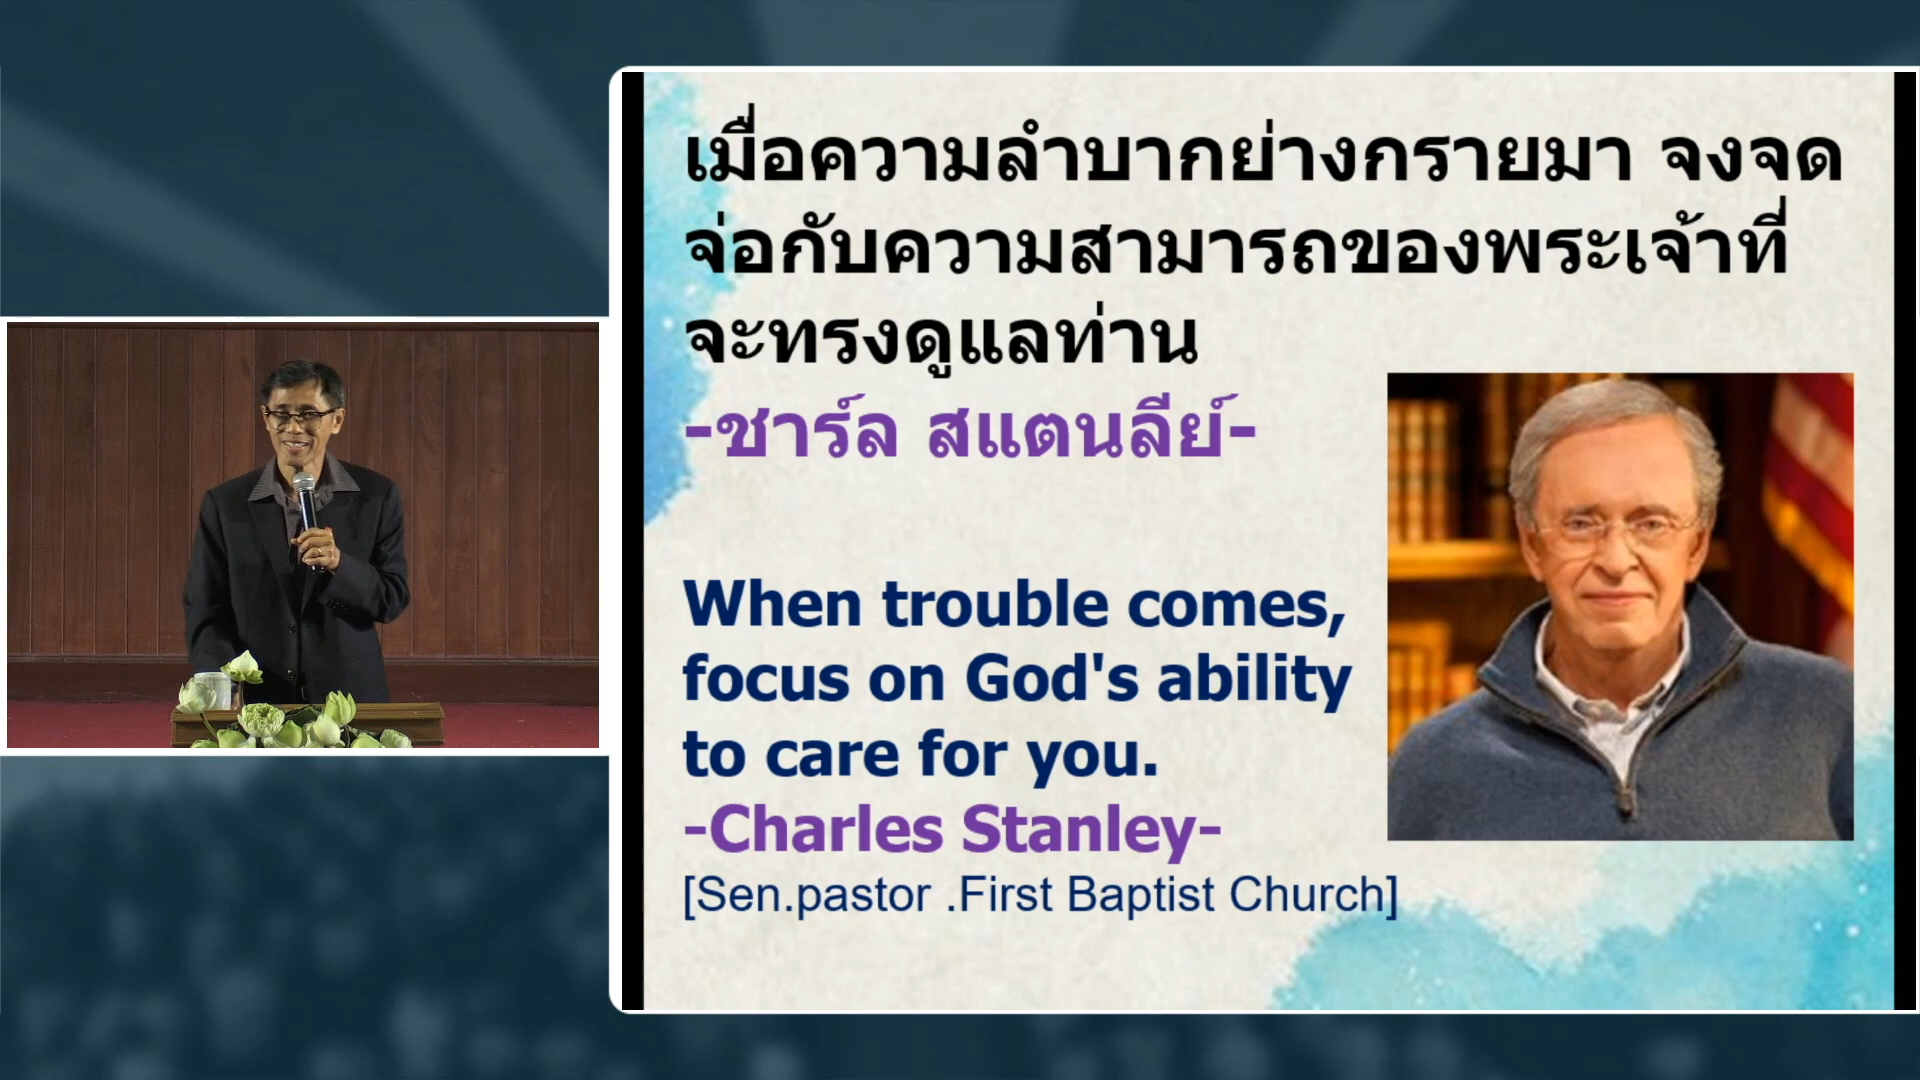 เมื่อความลำบากย่างกรายมา จงจด
จ่อกับความสามารถของพระเจ้าที่
จะทรงดูแลท่าน
-ชาร์ล สแตนลีย์-
When trouble comes,
focus on God's ability
to care for you.
-Charles Stanley-
[Sen.pastor .First Baptist Church]